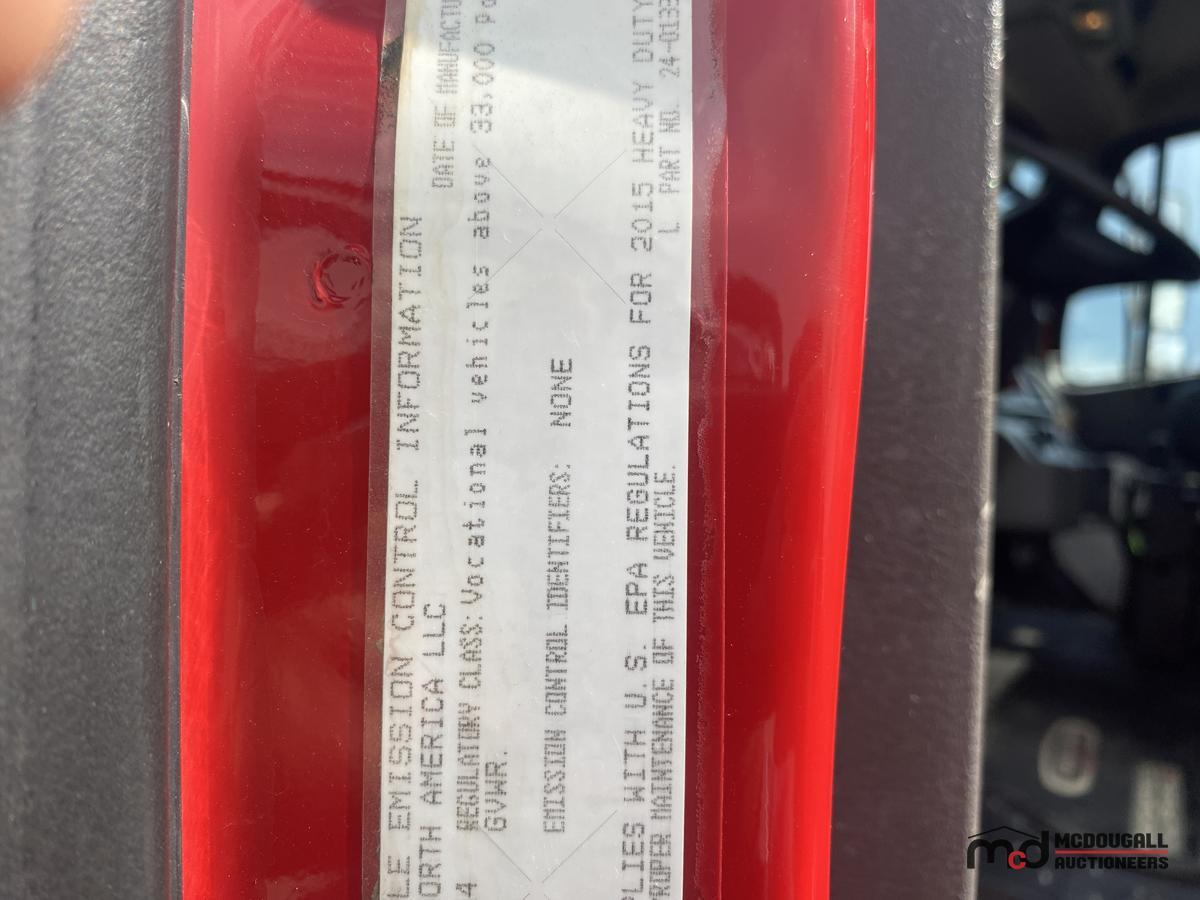 LE EMISSION CONTROL INFORMATION
ORTH AMERICA LLC DATE OF MANUFACTU
4 REGULATORY CLASS: Vocational vehicles above 33,000 Po
GVWR.
EMISSION CONTROL IDENTIFIERS: NONE
PLIES WITH U.S. EPA REGULATIONS FOR 2015 HEAVY DUTY
PROPER MAINTENANCE OF THIS VEHICLE. L PART NO. 24-0133
mcd MCDOUGALL
AUCTIONEERS